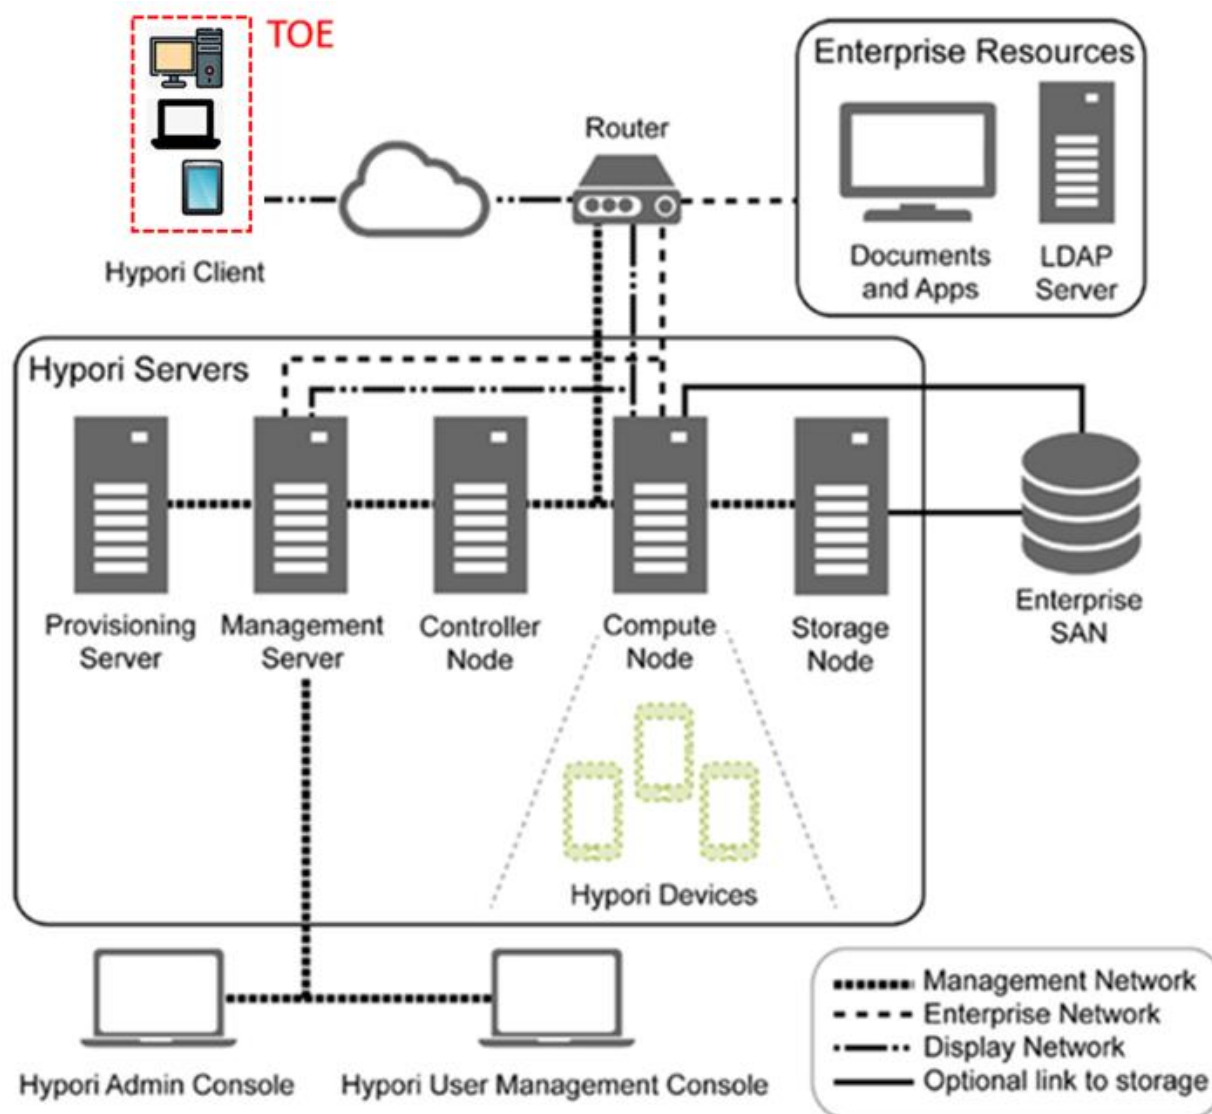 TOE
Enterprise Resources
Router
Documents
and Apps
LDAP
Server
Hypori Client
Hypori Servers
Provisioning
Server
Management
Server
Controller
Node
Compute
Node
Storage
Node
Enterprise
SAN
Hypori Devices
Management Network
Enterprise Network
Display Network
Optional link to storage
Hypori Admin Console
Hypori User Management Console